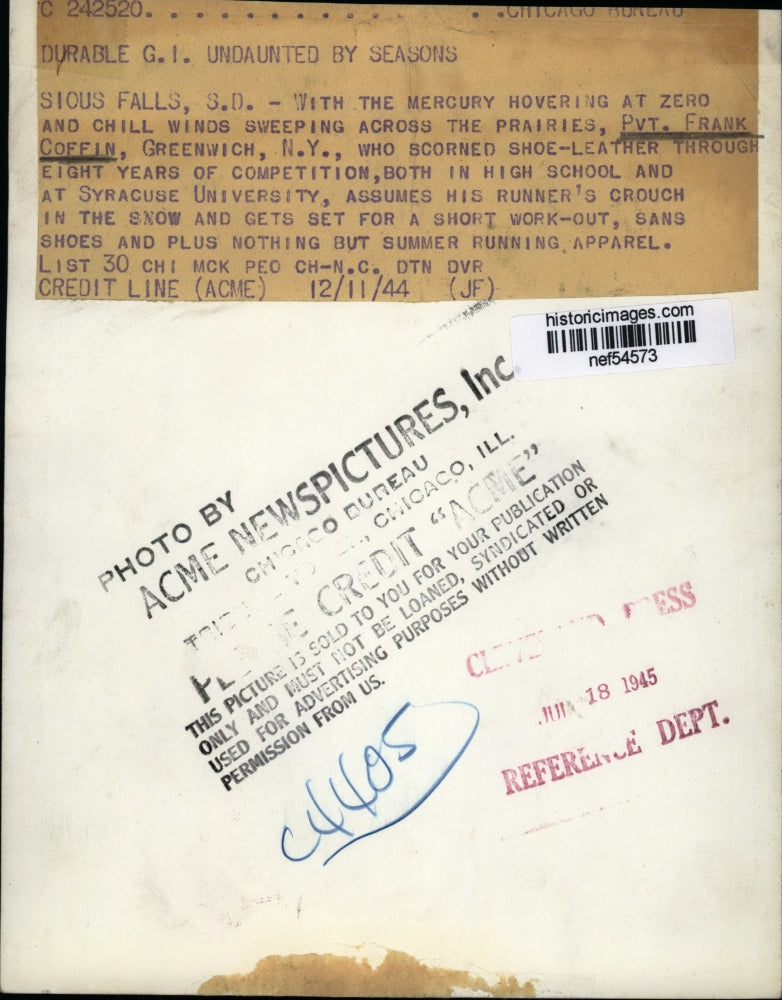 C 242520. . . . . . . . . . . . . .CHICAGO BUREAU
DURABLE G.I. UNDAUNTED BY SEASONS
SIOUS FALLS, S.D. - WITH THE MERCURY HOVERING AT ZERO
AND CHILL WINDS SWEEPING ACROSS THE PRAIRIES, PVT. FRANK
COFFIN, GREENWICH, N.Y., WHO SCORNED SHOE-LEATHER THROUGH
EIGHT YEARS OF COMPETITION,BOTH IN HIGH SCHOOL AND
AT SYRACUSE UNIVERSITY, ASSUMES HIS RUNNER'S CROUCH
IN THE SNOW AND GETS SET FOR A SHORT WORK-OUT, SANS
SHOES AND PLUS NOTHING BUT SUMMER RUNNING APPAREL.
LIST 30 CHI MCK PEO CH-N.C. DTN DVR
CREDIT LINE (ACME) 12/11/44 (JF)
historicimages.com
nef54573
PHOTO BY
ACME NEWSPICTURES, Inc.
CHICAGO BUREAU
CHICAGO, ILL.
CREDIT "ACME"
THIS PICTURE IS SOLD TO YOU FOR YOUR PUBLICATION
ONLY AND MUST NOT BE LOANED, SYNDICATED OR
USED FOR ADVERTISING PURPOSES WITHOUT WRITTEN
PERMISSION FROM US.
PRESS
18 1945
REFERENCE DEPT.